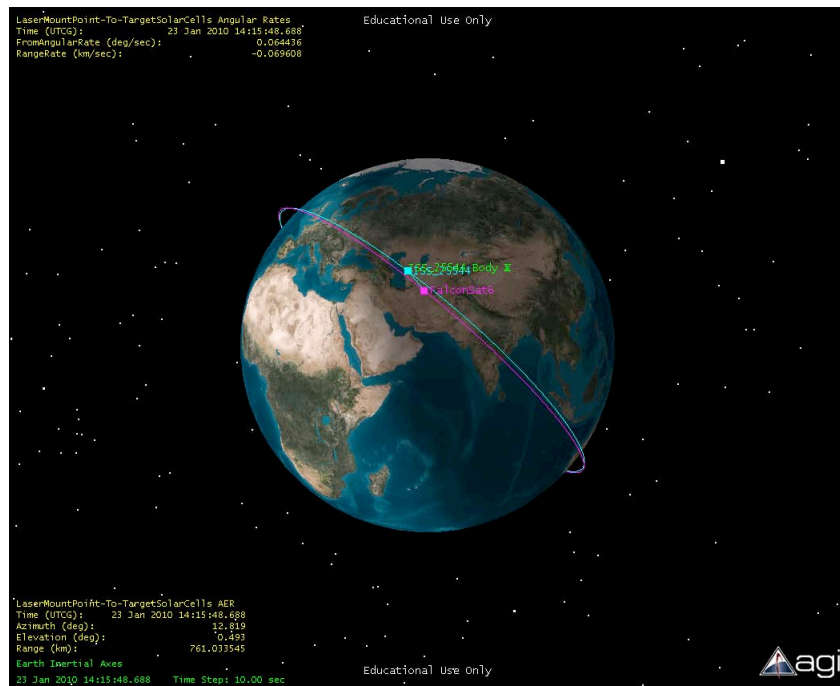 LaserMountPoint-To-TargetSolarCells Angular Rates
Time (UTCG) 23 Jan 2010 14:15:48.688
FromAngularRate (deg/sec): 0.064436
RangeRate (km/sec): -0.069608
Educational Use Only
ISS_25544 Body X
ISS_25544
FalconSat6
LaserMountPoint-To-TargetSolarCells AER
Time (UTCG): 23 Jan 2010 14:15:48.688
Azimuth (deg): 12.819
Elevation (deg): 0.493
Range (km): 761.033545
Earth Inertial Axes
23 Jan 2010 14:15:48.688 Time Step: 10.00 sec
Educational Use Only
agi